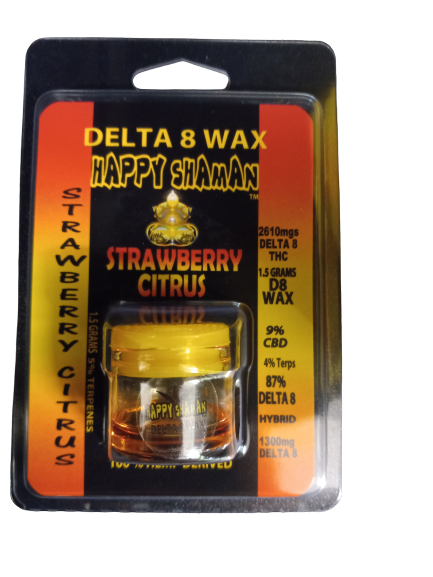 DELTA 8 WAX
HAPPY SHAMAN
TM
STRAWBERRY
CITRUS
STRAWBERRY CITRUS
1.5 GRAMS 5% TERPENES
2610mgs
DELTA 8
THC
1.5 GRAMS
D8
WAX
9%
CBD
4% Terps
87%
DELTA 8
HYBRID
1300mg
DELTA 8
CITRUS
HAPPY SHAMAN
DELTA
100% HEMP DERIVED